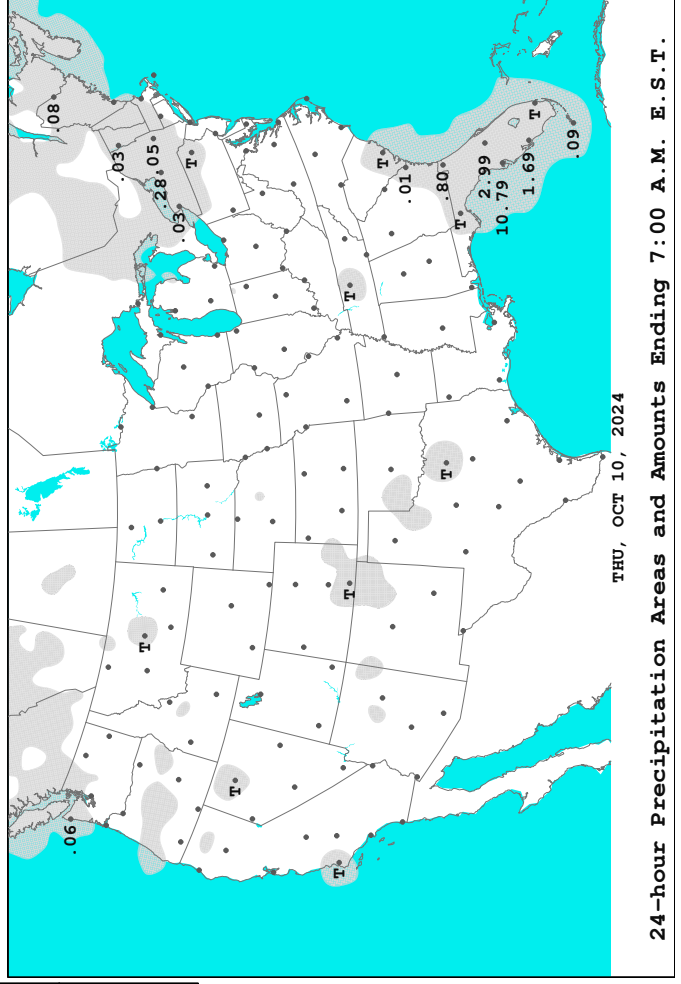 .08
.03
.05
T
.28
.03
T
.01
.80
T
2.99
10.79
1.69
T
.09
T
T
T
T
T
.06
T
THU, OCT 10, 2024
24-hour Precipitation Areas and Amounts Ending 7:00 A.M. E.S.T.